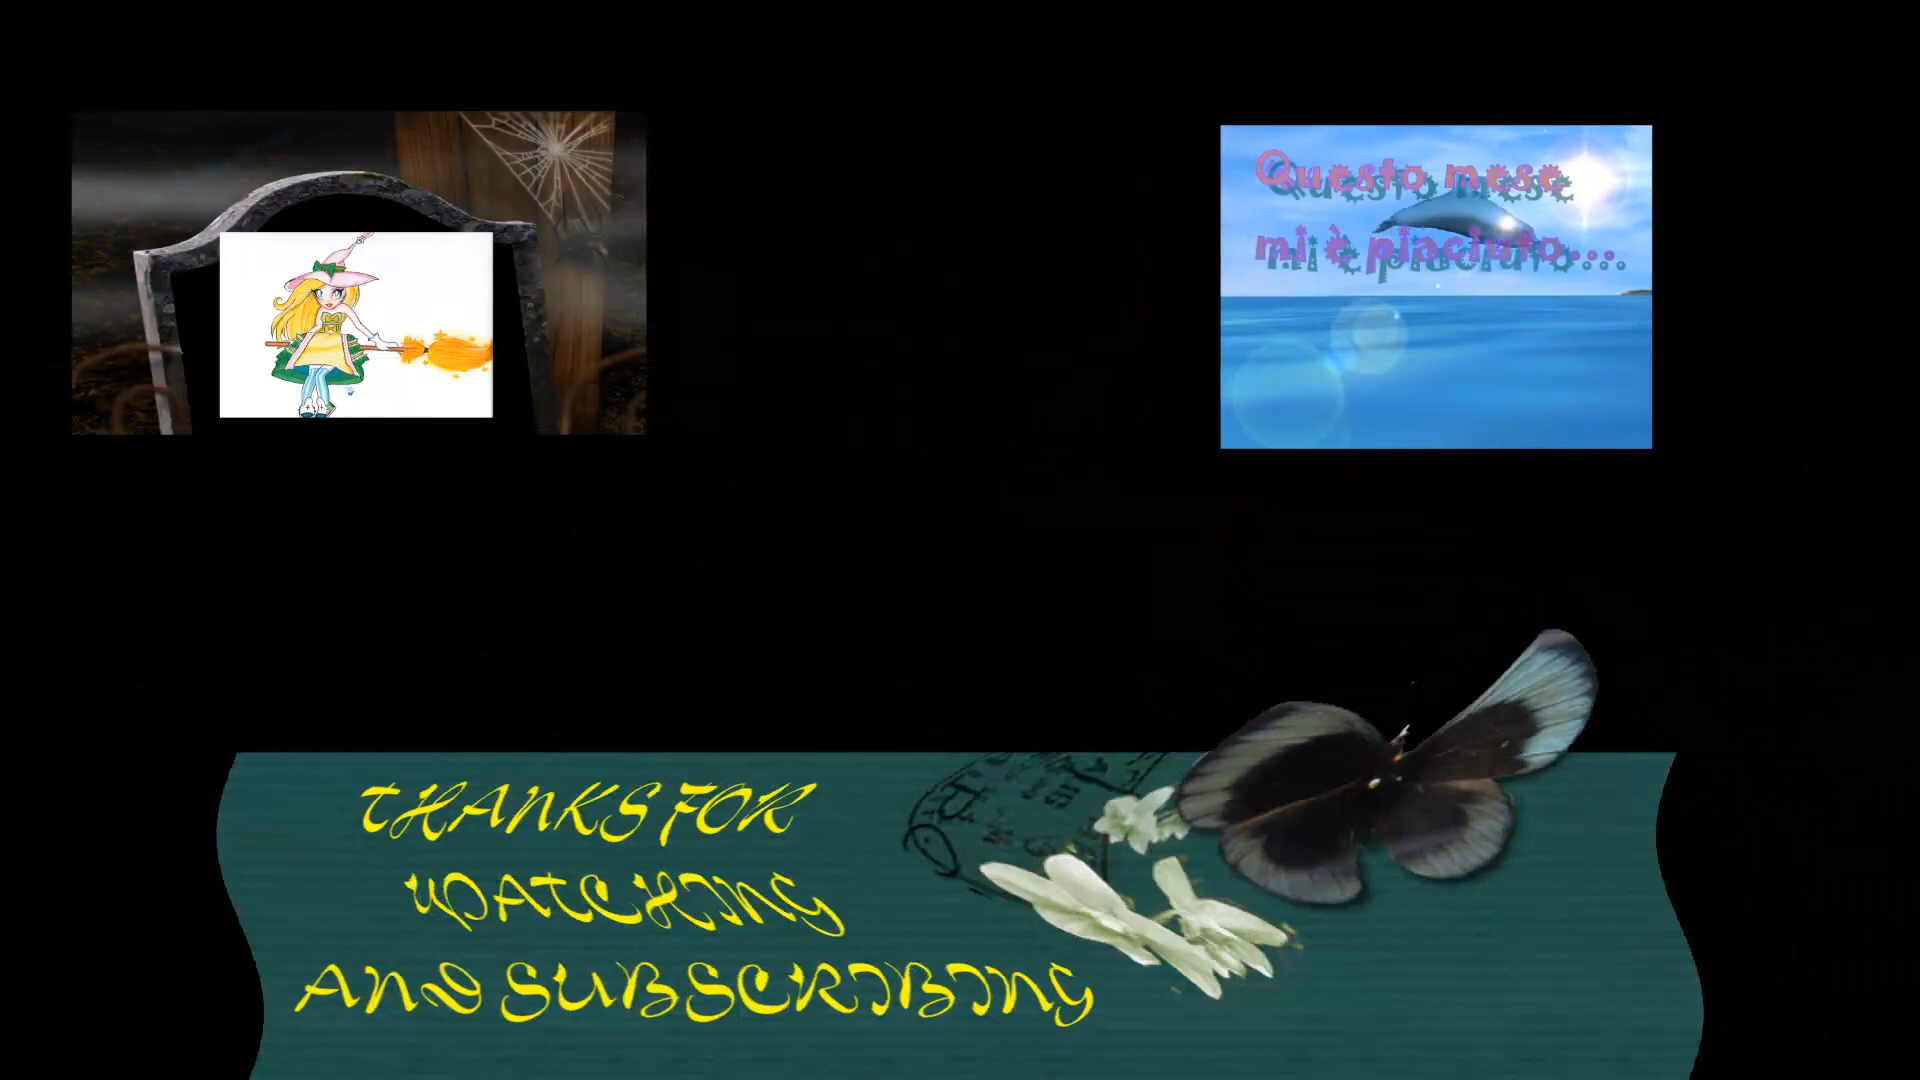 Questo mese
mi è piaciuto...
THANKS FOR
WATCHING
AND SUBSCRIBING